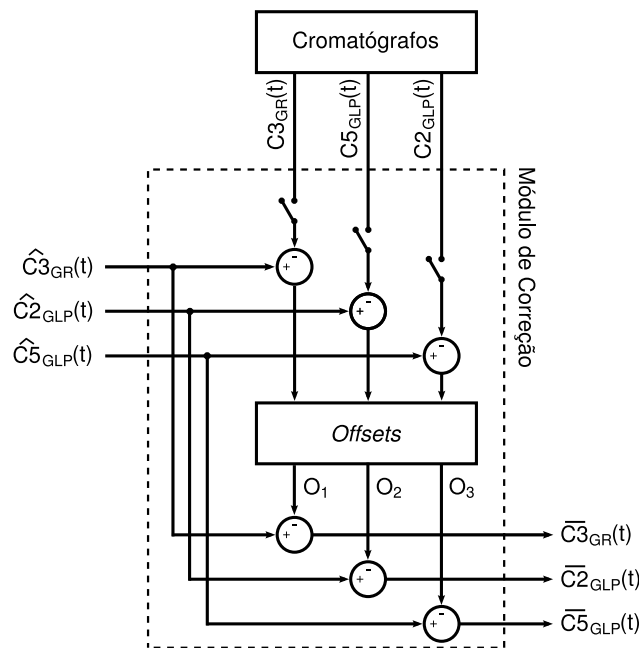 Cromatógrafos
C3GR(t)
C5GLP(t)
C2GLP(t)
Módulo de Correção
+ -
Ĉ3GR(t)
+ -
Ĉ2GLP(t)
+ -
Ĉ5GLP(t)
Offsets
O1
O2
O3
+ -
C̅3GR(t)
+ -
C̅2GLP(t)
+ -
C̅5GLP(t)